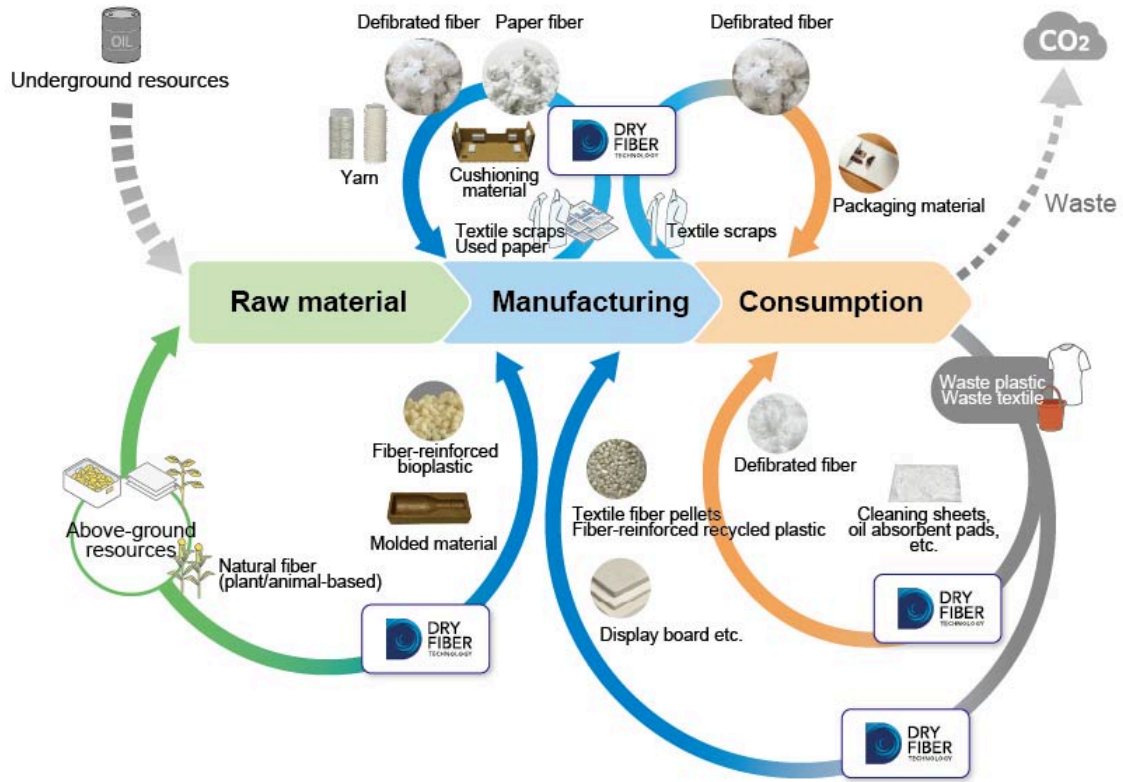 OIL
Underground resources
Defibrated fiber
Paper fiber
Defibrated fiber
CO2
DRY
FIBER
TECHNOLOGY
Yarn
Cushioning
material
Packaging material
Waste
Textile scraps
Used paper
Textile scraps
Raw material
Manufacturing
Consumption
Waste plastic
Waste textile
Fiber-reinforced
bioplastic
Defibrated fiber
Textile fiber pellets
Fiber-reinforced recycled plastic
Cleaning sheets,
oil absorbent pads,
etc.
Above-ground
resources
Molded material
Natural fiber
(plant/animal-based)
Display board etc.
DRY
FIBER
TECHNOLOGY
DRY
FIBER
TECHNOLOGY
DRY
FIBER
TECHNOLOGY